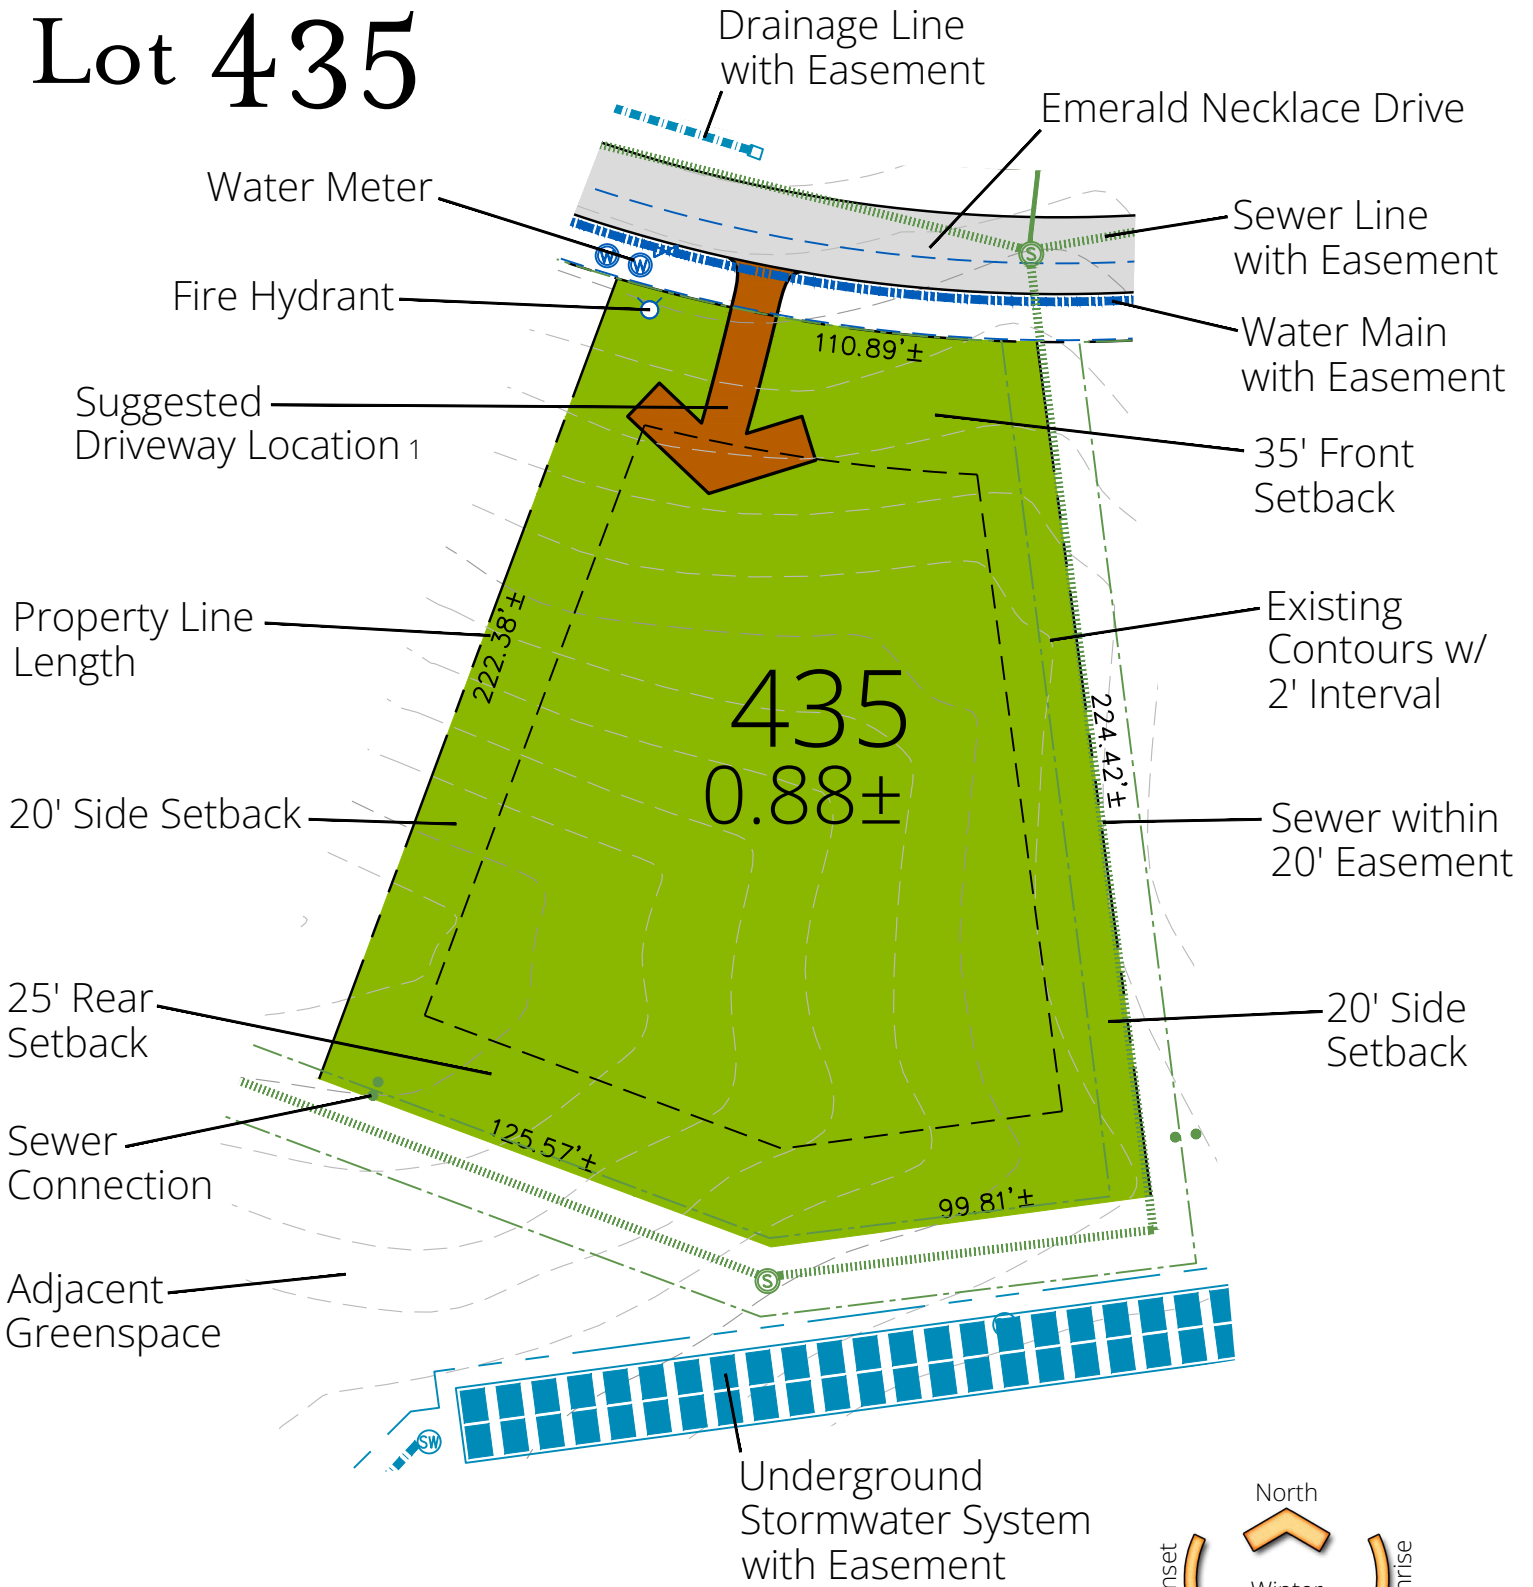 Lot 435
Drainage Line
with Easement
Emerald Necklace Drive
Water Meter
Sewer Line
with Easement
Fire Hydrant
Water Main
with Easement
110.89'±
Suggested
Driveway Location 1
35' Front
Setback
Property Line
Length
222.38'±
Existing
Contours w/
2' Interval
435
0.88±
224.42'±
20' Side Setback
Sewer within
20' Easement
25' Rear
Setback
20' Side
Setback
Sewer
Connection
125.57'±
99.81'±
Adjacent
Greenspace
Underground
Stormwater System
with Easement
W
W
S
S
SW
North